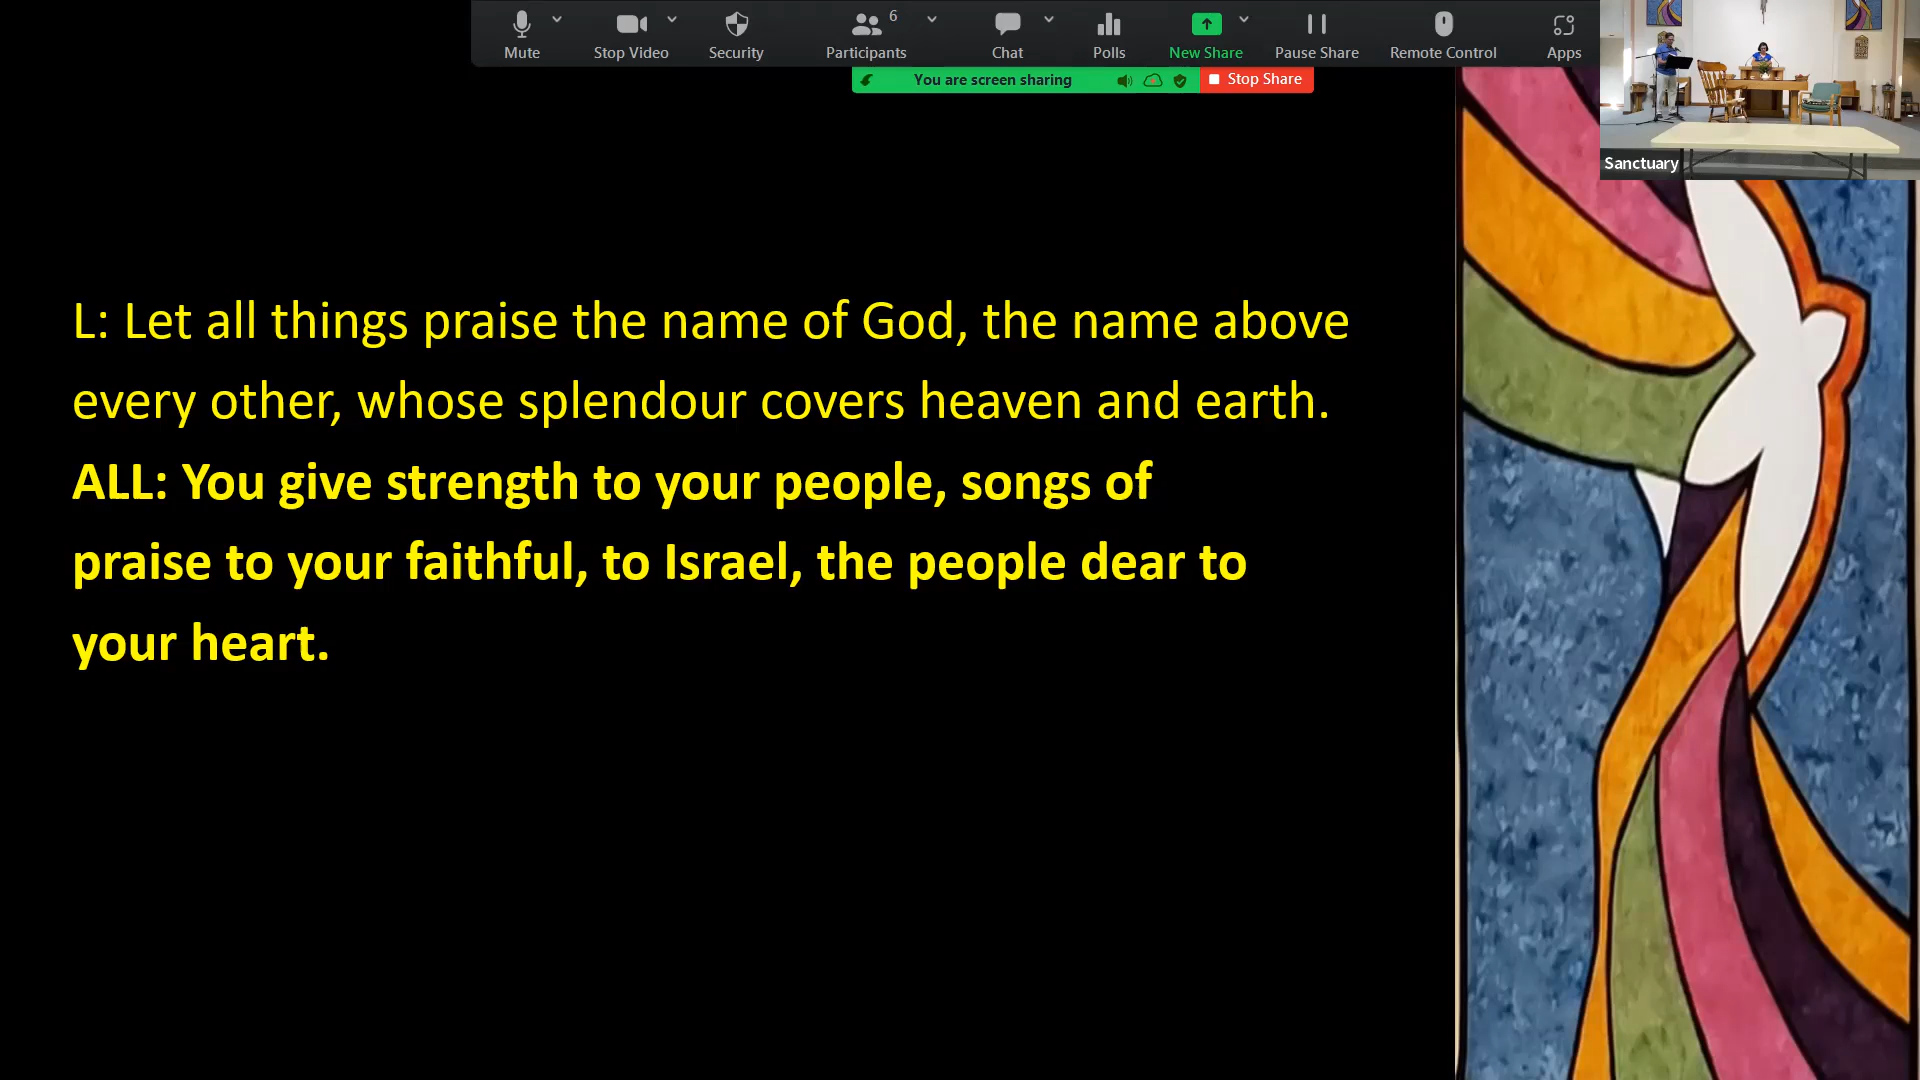 Mute
Stop Video
Security
Participants
6
Chat
Polls
New Share
Pause Share
Remote Control
Apps
You are screen sharing
Stop Share
Sanctuary
L: Let all things praise the name of God, the name above
every other, whose splendour covers heaven and earth.
ALL: You give strength to your people, songs of
praise to your faithful, to Israel, the people dear to
your heart.